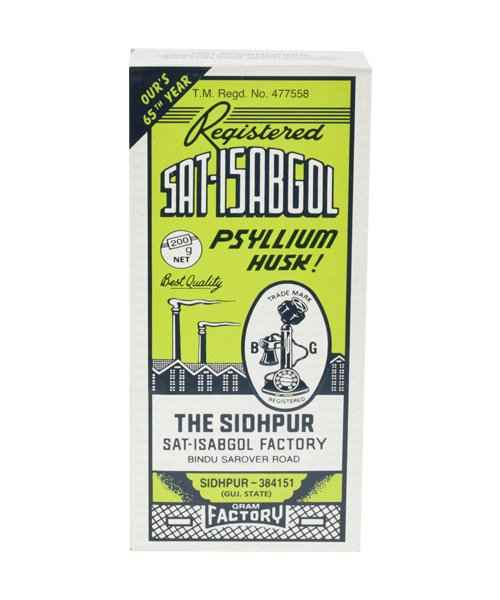 OUR'S
65TH YEAR
T.M. Regd. No. 477558
Registered
SAT-ISABGOL
PSYLLIUM
HUSK!
200
g
NET
Best Quality
TRADE MARK
B G
REGISTERED
THE SIDHPUR
SAT-ISABGOL FACTORY
BINDU SAROVER ROAD
SIDHPUR-384151
(GUJ. STATE)
GRAM
FACTORY